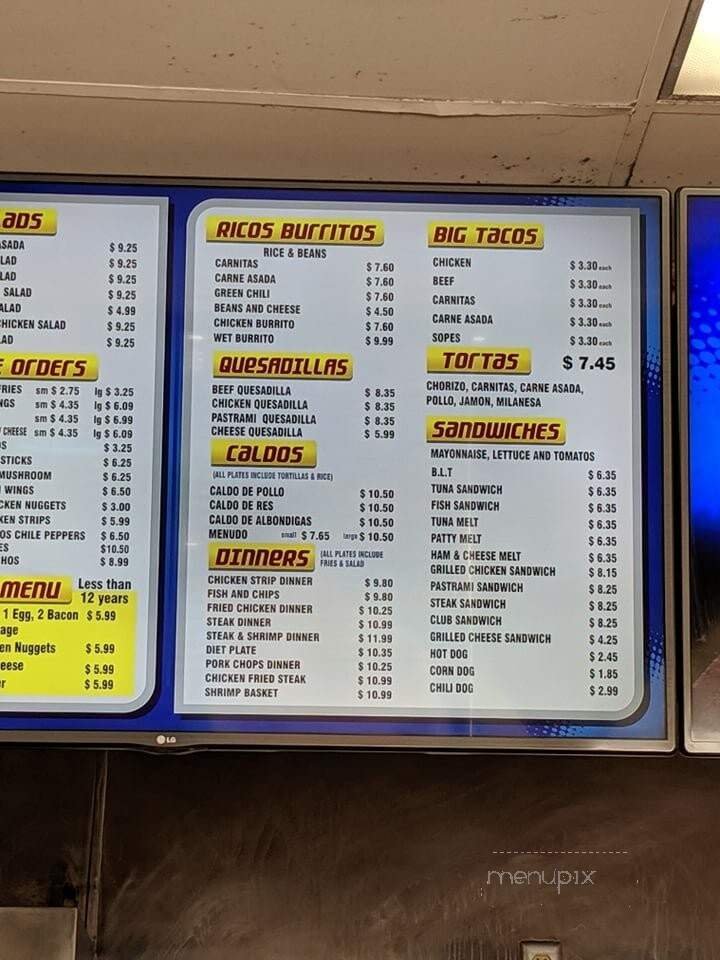 ADS
SADA $ 9.25
LAD $ 9.25
LAD $ 9.25
SALAD $ 9.25
ALAD $ 4.99
HICKEN SALAD $ 9.25
AD $ 9.25
E ORDERS
FRIES sm $ 2.75 lg $ 3.25
NGS sm $ 4.35 lg $ 6.09
sm $ 4.35 lg $ 6.99
CHEESE sm $ 4.35 lg $ 6.09
S $ 3.25
STICKS $ 6.25
MUSHROOM $ 6.25
WINGS $ 6.50
CKEN NUGGETS $ 3.00
KEN STRIPS $ 5.99
OS CHILE PEPPERS $ 6.50
ES $10.50
HOS $ 8.99
MENU Less than
12 years
1 Egg, 2 Bacon $ 5.99
age
en Nuggets $ 5.99
eese $ 5.99
r $ 5.99
RICOS BURRITOS
RICE & BEANS
CARNITAS $ 7.60
CARNE ASADA $ 7.60
GREEN CHILI $ 7.60
BEANS AND CHEESE $ 4.50
CHICKEN BURRITO $ 7.60
WET BURRITO $ 9.99
QUESADILLAS
BEEF QUESADILLA $ 8.35
CHICKEN QUESADILLA $ 8.35
PASTRAMI QUESADILLA $ 8.35
CHEESE QUESADILLA $ 5.99
CALDOS
(ALL PLATES INCLUDE TORTILLAS & RICE)
CALDO DE POLLO $ 10.50
CALDO DE RES $ 10.50
CALDO DE ALBONDIGAS $ 10.50
MENUDO small $ 7.65 large $ 10.50
DINNERS (ALL PLATES INCLUDE
FRIES & SALAD
CHICKEN STRIP DINNER $ 9.80
FISH AND CHIPS $ 9.80
FRIED CHICKEN DINNER $ 10.25
STEAK DINNER $ 10.99
STEAK & SHRIMP DINNER $ 11.99
DIET PLATE $ 10.35
PORK CHOPS DINNER $ 10.25
CHICKEN FRIED STEAK $ 10.99
SHRIMP BASKET $ 10.99
BIG TACOS
CHICKEN $ 3.30 each
BEEF $ 3.30 each
CARNITAS $ 3.30 each
CARNE ASADA $ 3.30 each
SOPES $ 3.30 each
TORTAS $ 7.45
CHORIZO, CARNITAS, CARNE ASADA,
POLLO, JAMON, MILANESA
SANDWICHES
MAYONNAISE, LETTUCE AND TOMATOS
B.L.T $ 6.35
TUNA SANDWICH $ 6.35
FISH SANDWICH $ 6.35
TUNA MELT $ 6.35
PATTY MELT $ 6.35
HAM & CHEESE MELT $ 6.35
GRILLED CHICKEN SANDWICH $ 8.15
PASTRAMI SANDWICH $ 8.25
STEAK SANDWICH $ 8.25
CLUB SANDWICH $ 8.25
GRILLED CHEESE SANDWICH $ 4.25
HOT DOG $ 2.45
CORN DOG $ 1.85
CHILI DOG $ 2.99
LG
menupix